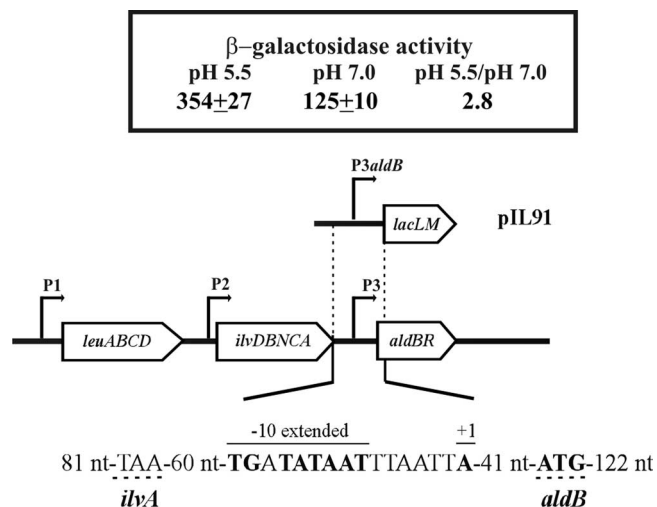 β–galactosidase activity
pH 5.5 pH 7.0 pH 5.5/pH 7.0
354±27 125±10 2.8
P3aldB
lacLM pIL91
P1 P2 P3
leuABCD ilvDBNCA aldBR
-10 extended +1
81 nt-TAA-60 nt-TGATATAATTTTAATTA-41 nt-ATG-122 nt
ilvA aldB